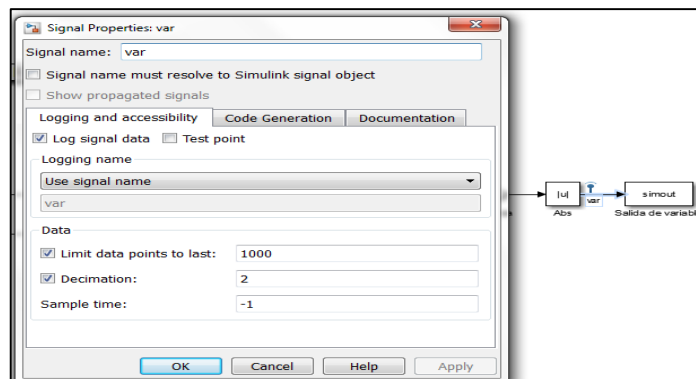 Signal Properties: var
Signal name: var
Signal name must resolve to Simulink signal object
Show propagated signals
Logging and accessibility Code Generation Documentation
Log signal data Test point
Logging name
Use signal name
var
Data
Limit data points to last: 1000
Decimation: 2
Sample time: -1
OK Cancel Help Apply
|u| var simout
Abs Salida de variabl